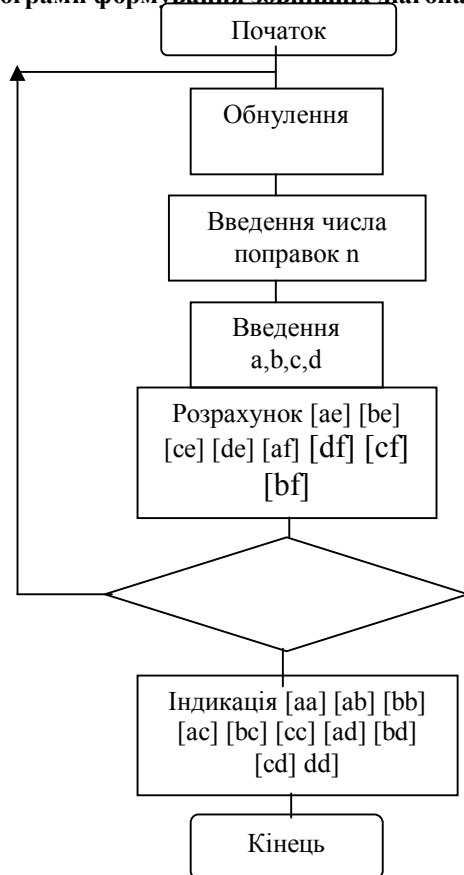 Початок
Обнулення
Введення числа
поправок n
Введення
a,b,c,d
Розрахунок [ae] [be]
[ce] [de] [af] [df] [cf]
[bf]
Індикація [aa] [ab] [bb]
[ac] [bc] [cc] [ad] [bd]
[cd] dd]
Кінець